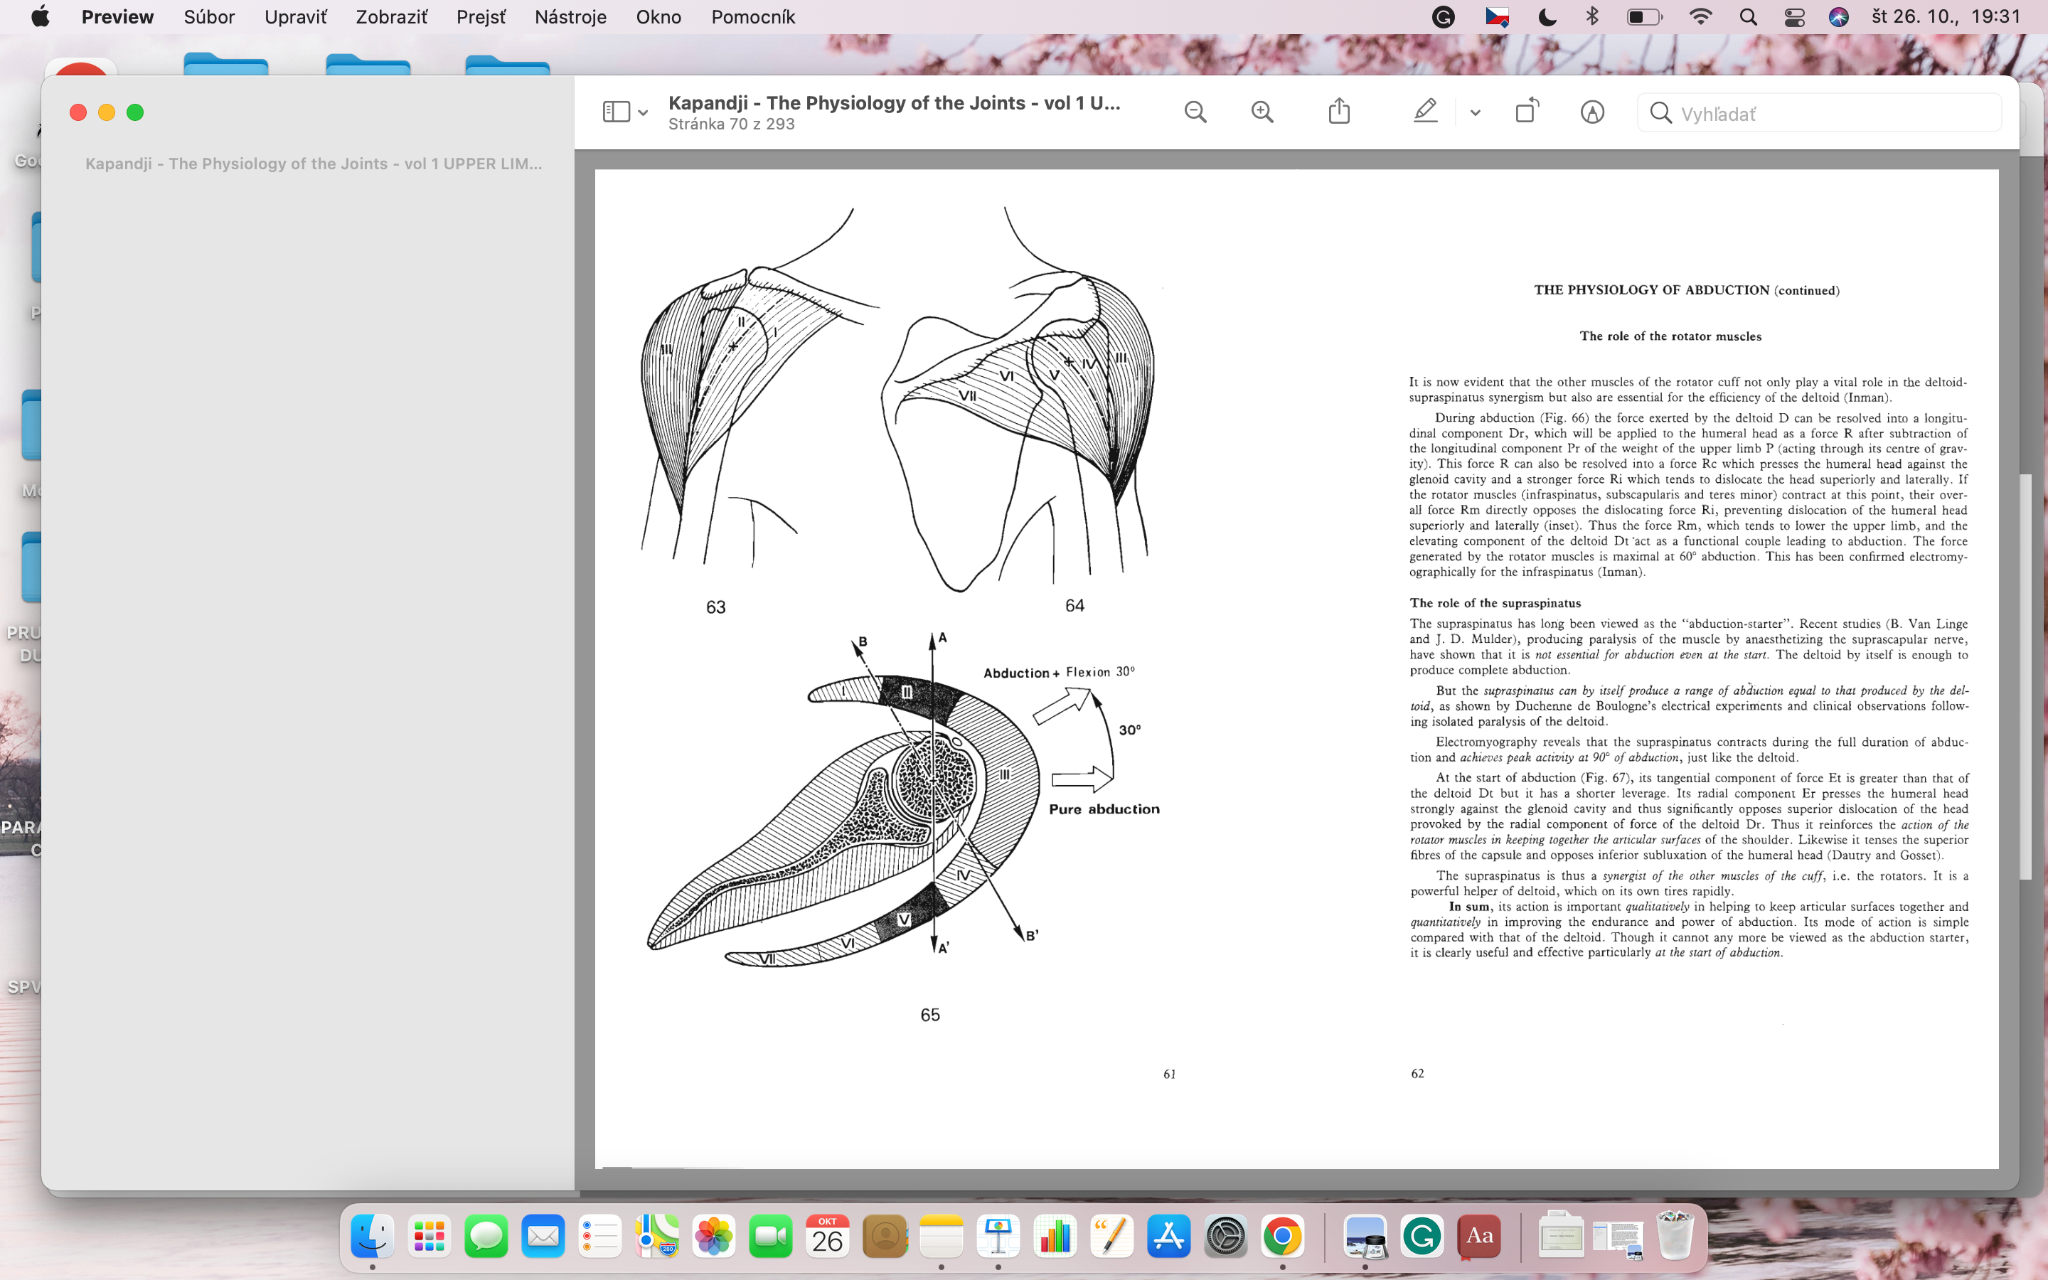 Preview Súbor Upraviť Zobraziť Prejsť Nástroje Okno Pomocník
št 26. 10., 19:31
Kapandji - The Physiology of the Joints - vol 1 U...
Stránka 70 z 293
Vyhľadať
Kapandji - The Physiology of the Joints - vol 1 UPPER LIM...
Goo
P
Mo
PRU
DU
PARA
C
SPV
III
II
I
63
VI
VII
V
IV
III
64
B
A
I
II
III
IV
V
VI
VII
A'
B'
Abduction + Flexion 30°
30°
Pure abduction
65
61
THE PHYSIOLOGY OF ABDUCTION (continued)
The role of the rotator muscles
It is now evident that the other muscles of the rotator cuff not only play a vital role in the deltoid-
supraspinatus synergism but also are essential for the efficiency of the deltoid (Inman).
During abduction (Fig. 66) the force exerted by the deltoid D can be resolved into a longitu-
dinal component Dr, which will be applied to the humeral head as a force R after subtraction of
the longitudinal component Pr of the weight of the upper limb P (acting through its centre of grav-
ity). This force R can also be resolved into a force Rc which presses the humeral head against the
glenoid cavity and a stronger force Ri which tends to dislocate the head superiorly and laterally. If
the rotator muscles (infraspinatus, subscapularis and teres minor) contract at this point, their over-
all force Rm directly opposes the dislocating force Ri, preventing dislocation of the humeral head
superiorly and laterally (inset). Thus the force Rm, which tends to lower the upper limb, and the
elevating component of the deltoid Dt act as a functional couple leading to abduction. The force
generated by the rotator muscles is maximal at 60° abduction. This has been confirmed electromy-
ographically for the infraspinatus (Inman).
The role of the supraspinatus
The supraspinatus has long been viewed as the “abduction-starter”. Recent studies (B. Van Linge
and J. D. Mulder), producing paralysis of the muscle by anaesthetizing the suprascapular nerve,
have shown that it is not essential for abduction even at the start. The deltoid by itself is enough to
produce complete abduction.
But the supraspinatus can by itself produce a range of abduction equal to that produced by the del-
toid, as shown by Duchenne de Boulogne's electrical experiments and clinical observations follow-
ing isolated paralysis of the deltoid.
Electromyography reveals that the supraspinatus contracts during the full duration of abduc-
tion and achieves peak activity at 90° of abduction, just like the deltoid.
At the start of abduction (Fig. 67), its tangential component of force Et is greater than that of
the deltoid Dt but it has a shorter leverage. Its radial component Er presses the humeral head
strongly against the glenoid cavity and thus significantly opposes superior dislocation of the head
provoked by the radial component of force of the deltoid Dr. Thus it reinforces the action of the
rotator muscles in keeping together the articular surfaces of the shoulder. Likewise it tenses the superior
fibres of the capsule and opposes inferior subluxation of the humeral head (Dautry and Gosset).
The supraspinatus is thus a synergist of the other muscles of the cuff, i.e. the rotators. It is a
powerful helper of deltoid, which on its own tires rapidly.
In sum, its action is important qualitatively in helping to keep articular surfaces together and
quantitatively in improving the endurance and power of abduction. Its mode of action is simple
compared with that of the deltoid. Though it cannot any more be viewed as the abduction starter,
it is clearly useful and effective particularly at the start of abduction.
62
OKT
26
280
Aa